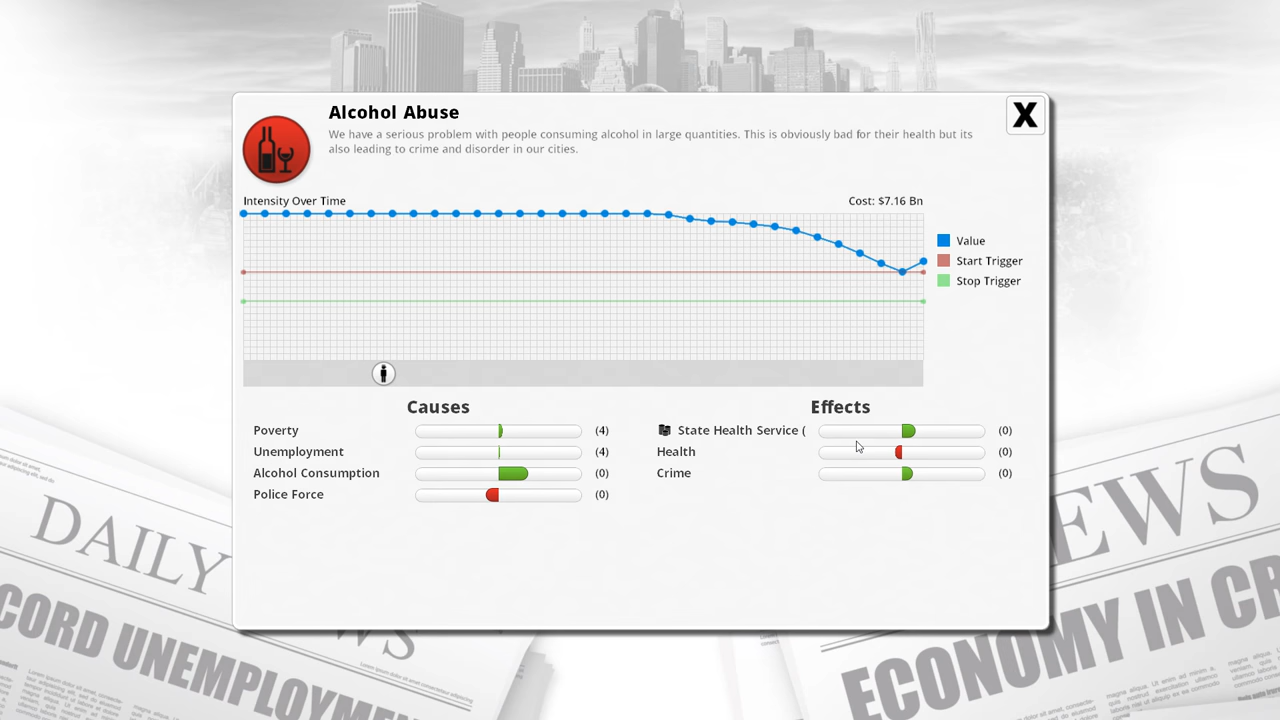 Alcohol Abuse
X
We have a serious problem with people consuming alcohol in large quantities. This is obviously bad for their health but its
also leading to crime and disorder in our cities.
Intensity Over Time
Cost: $7.16 Bn
Value
Start Trigger
Stop Trigger
Causes
Poverty (4)
Unemployment (4)
Alcohol Consumption (0)
Police Force (0)
Effects
State Health Service ( (0)
Health (0)
Crime (0)
DAILY
WS
CORD UNEMPLOYME
EWS
ECONOMY IN CR